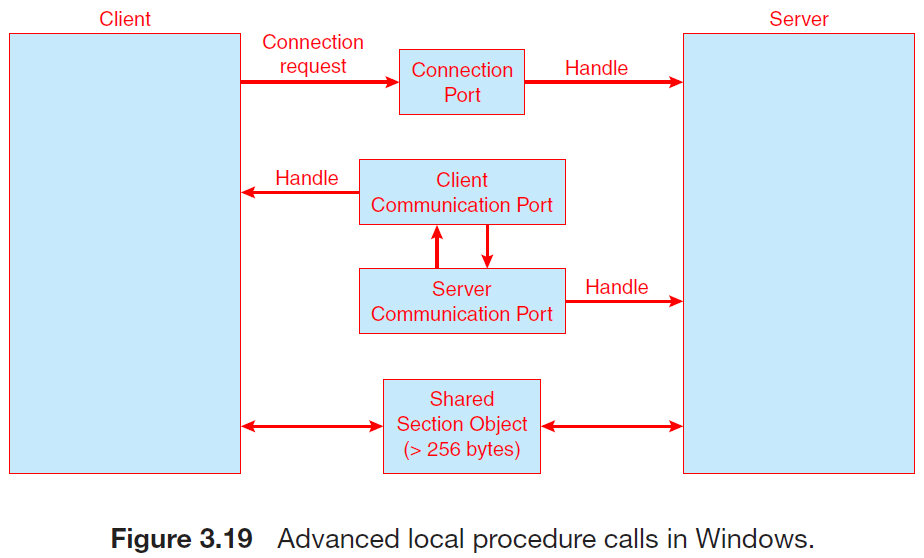 Client
Server
Connection
request
Connection
Port
Handle
Handle
Client
Communication Port
Server
Communication Port
Handle
Shared
Section Object
(> 256 bytes)
Figure 3.19 Advanced local procedure calls in Windows.